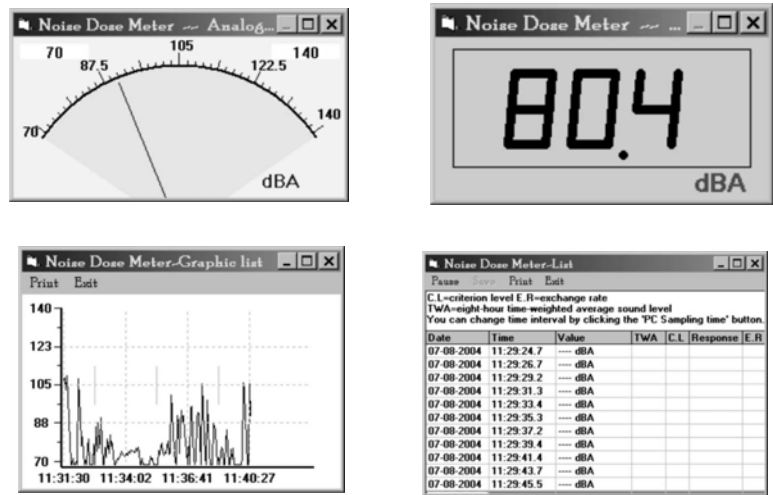 Noise Dose Meter -- Analog...
70 105 140
87.5 122.5
70 140
dBA
Noise Dose Meter -- ...
80.4
dBA
Noise Dose Meter-Graphic list
Print Exit
140
123
105
88
70
11:31:30 11:34:02 11:36:41 11:40:27
Noise Dose Meter-List
Pause Save Print Exit
C.L=criterion level E.R=exchange rate
TWA=eight-hour time-weighted average sound level
You can change time interval by clicking the "PC Sampling time" button.
Date Time Value TWA C.L Response E.R
07-08-2004 11:29:24.7 ---- dBA
07-08-2004 11:29:26.7 ---- dBA
07-08-2004 11:29:29.2 ---- dBA
07-08-2004 11:29:31.3 ---- dBA
07-08-2004 11:29:33.4 ---- dBA
07-08-2004 11:29:35.3 ---- dBA
07-08-2004 11:29:37.2 ---- dBA
07-08-2004 11:29:39.4 ---- dBA
07-08-2004 11:29:41.4 ---- dBA
07-08-2004 11:29:43.7 ---- dBA
07-08-2004 11:29:45.5 ---- dBA